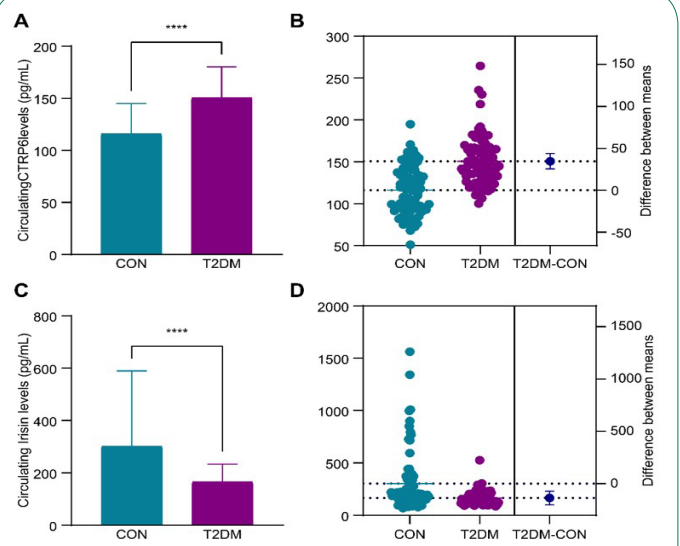 A
****
CirculatingCTRP6levels (pg/mL)
200
150
100
50
0
CON
T2DM
B
300
250
200
150
100
50
150
100
50
0
-50
Difference between means
CON
T2DM
T2DM-CON
C
****
Circulating Irisin levels (pg/mL)
800
600
400
200
0
CON
T2DM
D
2000
1500
1000
500
0
1500
1000
500
0
Difference between means
CON
T2DM
T2DM-CON